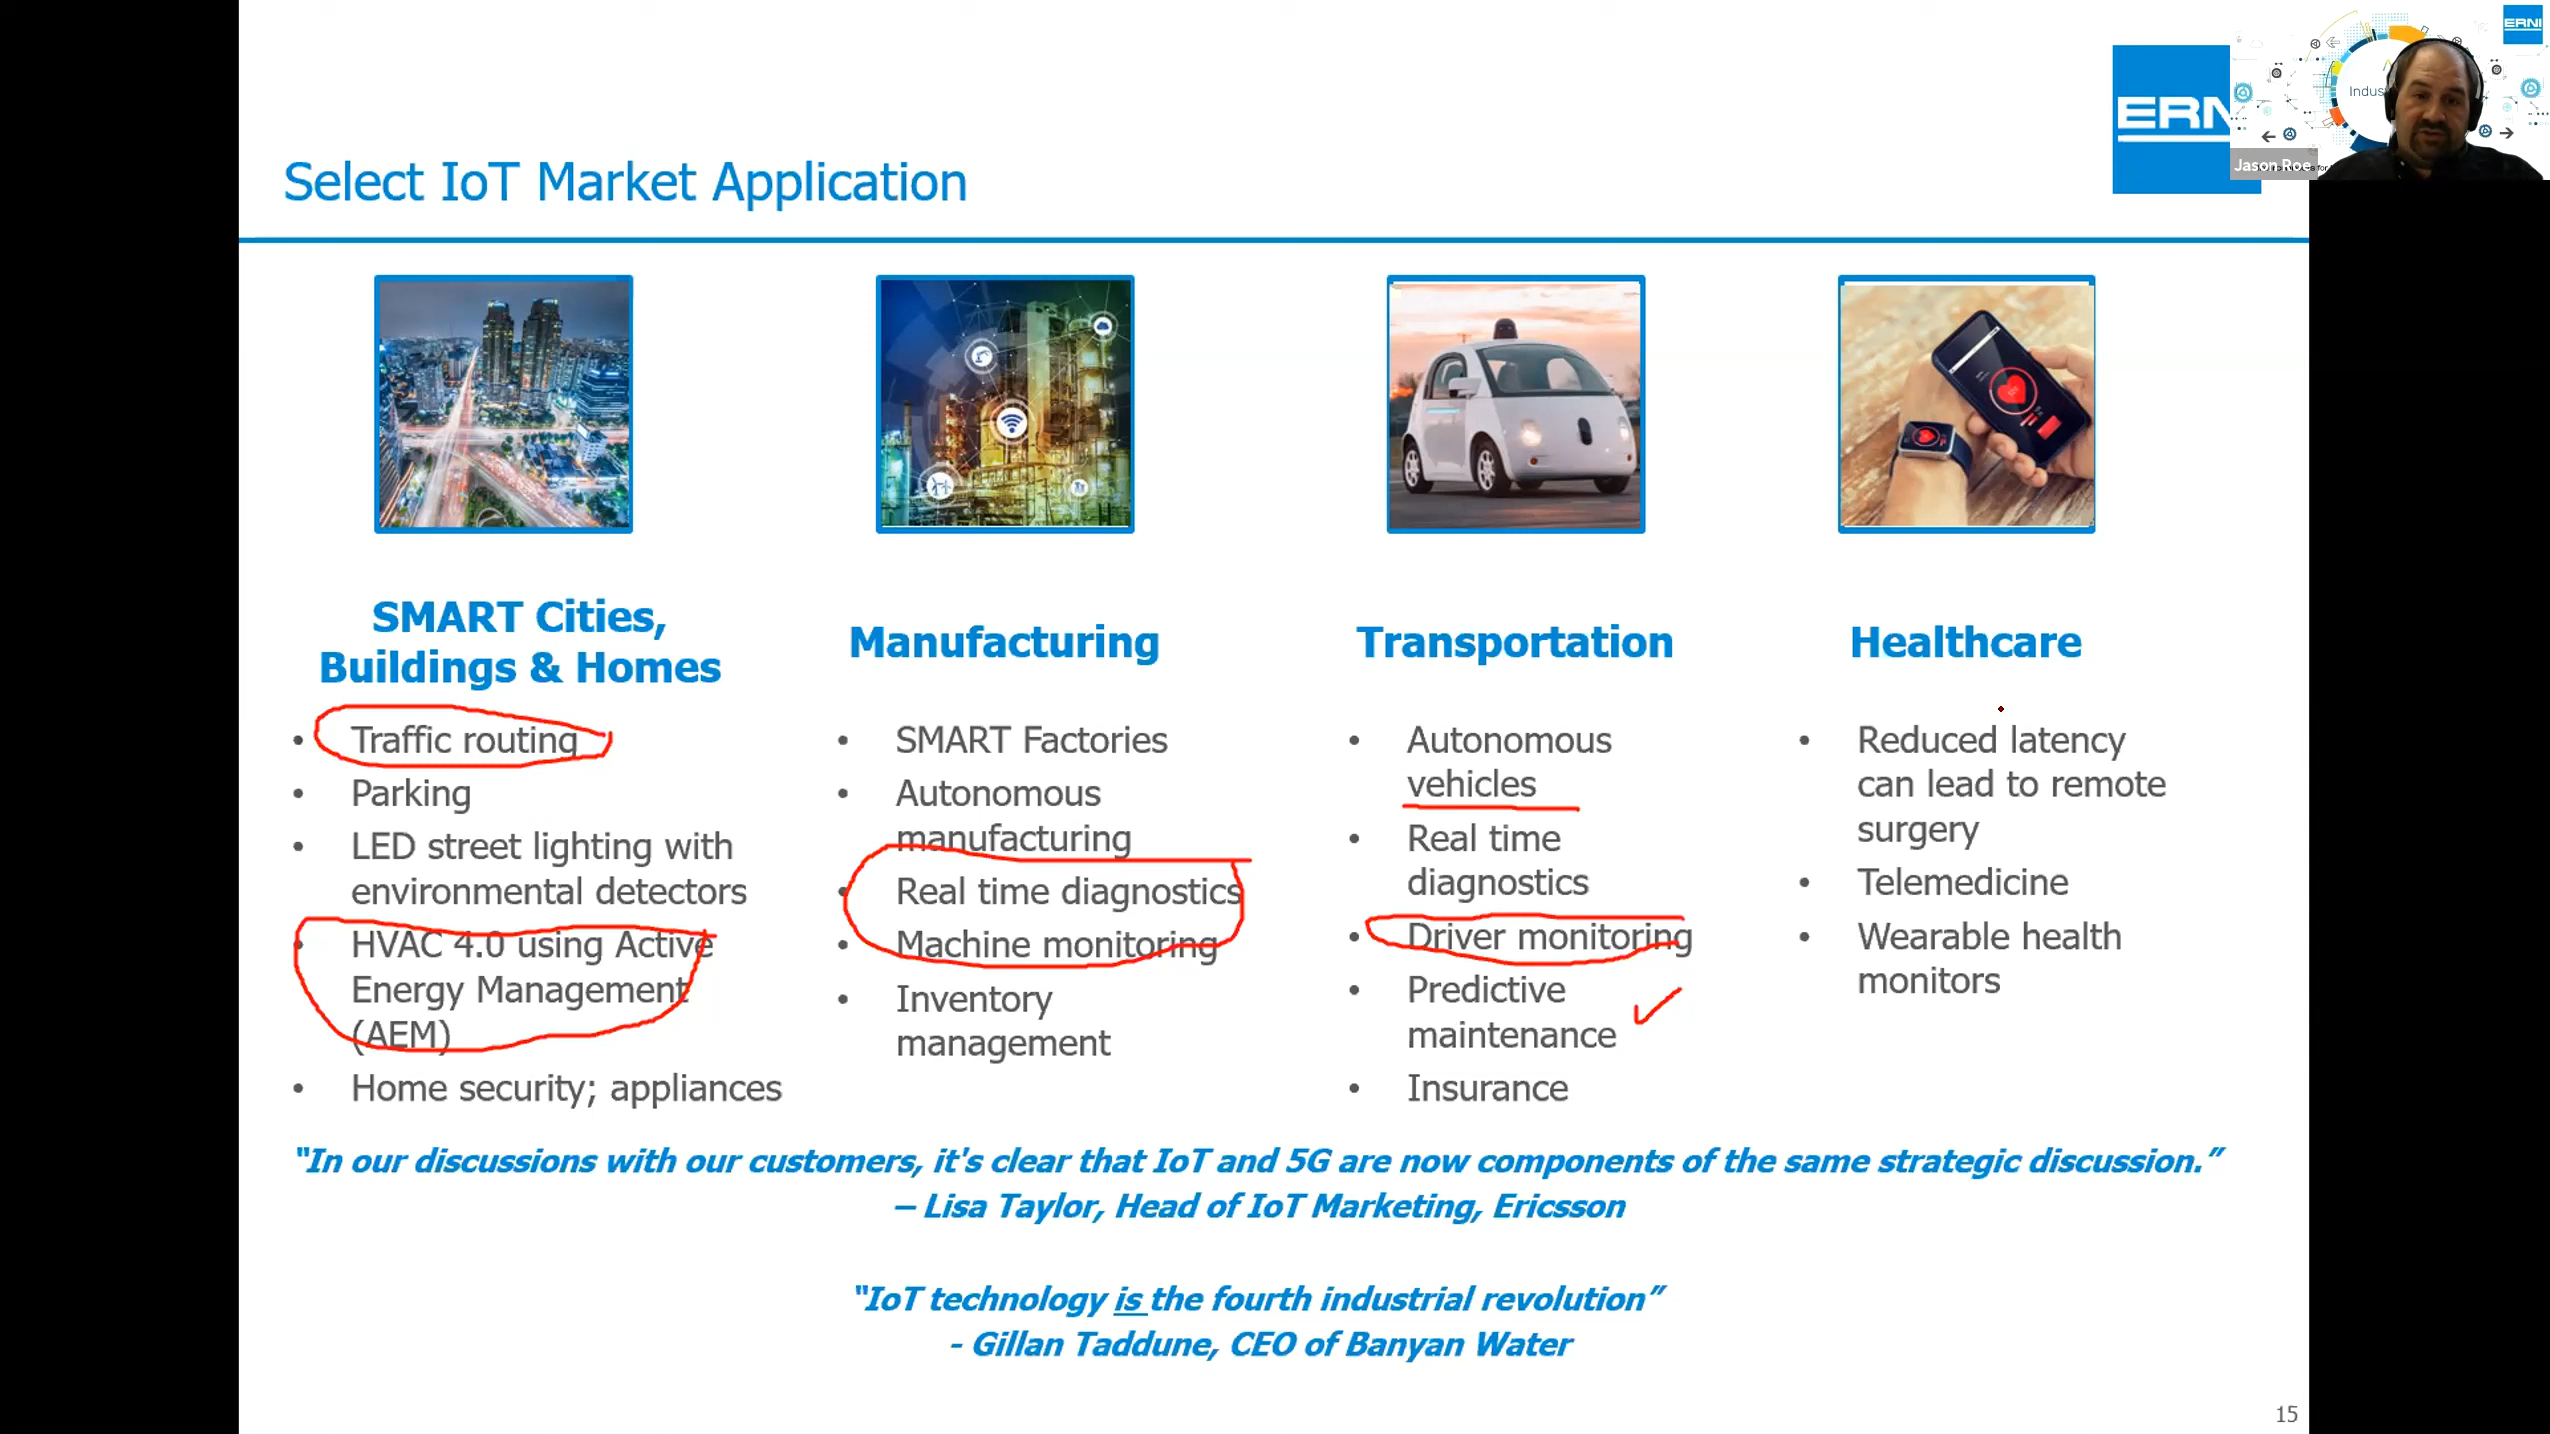 ERNI
ERN
Indus
Jason Roe
Select IoT Market Application
SMART Cities,
Buildings & Homes
• Traffic routing
• Parking
• LED street lighting with
environmental detectors
• HVAC 4.0 using Active
Energy Management
(AEM)
• Home security; appliances
Manufacturing
• SMART Factories
• Autonomous
manufacturing
• Real time diagnostics
• Machine monitoring
• Inventory
management
Transportation
• Autonomous
vehicles
• Real time
diagnostics
• Driver monitoring
• Predictive
maintenance
• Insurance
Healthcare
• Reduced latency
can lead to remote
surgery
• Telemedicine
• Wearable health
monitors
“In our discussions with our customers, it's clear that IoT and 5G are now components of the same strategic discussion.”
– Lisa Taylor, Head of IoT Marketing, Ericsson
“IoT technology is the fourth industrial revolution”
- Gillan Taddune, CEO of Banyan Water
15